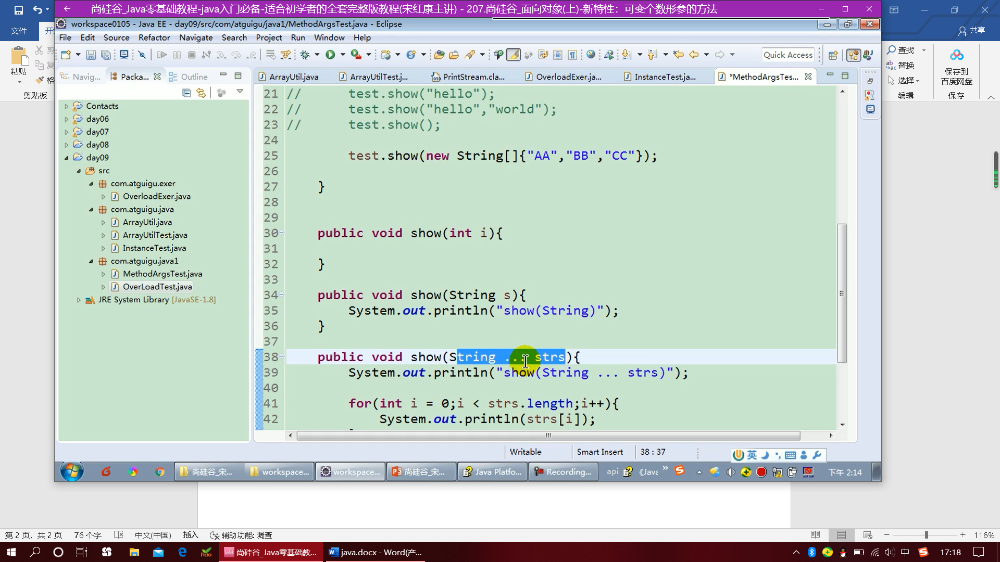 尚硅谷_Java零基础教程-java入门必备-适合初学者的全套完整版教程(宋红康主讲) - 207.尚硅谷_面向对象(上)-新特性：可变个数形参的方法
文件
开
共享
workspace0105 - Java EE - day09/src/com/atguigu/java1/MethodArgsTest.java - Eclipse
File Edit Source Refactor Navigate Search Project Run Window Help
Quick Access
粘贴
剪
复
格
剪贴板
查找
替换
选择
编辑
保存到
百度网盘
保存
Navig... Packa... Outline
ArrayUtil.java ArrayUtilTest.j... PrintStream.cla... OverloadExer.ja... InstanceTest.ja... *MethodArgsTes...
Contacts
day06
day07
day08
day09
src
com.atguigu.exer
OverloadExer.java
com.atguigu.java
ArrayUtil.java
ArrayUtilTest.java
InstanceTest.java
com.atguigu.java1
MethodArgsTest.java
OverLoadTest.java
JRE System Library [JavaSE-1.8]
21 // test.show("hello");
22 // test.show("hello","world");
23 // test.show();
24
25 test.show(new String[]{"AA","BB","CC"});
26
27 }
28
29
30 public void show(int i){
31
32 }
33
34 public void show(String s){
35 System.out.println("show(String)");
36 }
37
38 public void show(String ... strs){
39 System.out.println("show(String ... strs)");
40
41 for(int i = 0;i < strs.length;i++){
42 System.out.println(strs[i]);
Writable Smart Insert 38 : 37
英
尚硅谷_宋... workspace... workspace... 尚硅谷_宋... Java Platfo... Recording... api 《Java » 下午 2:14
第 2 页, 共 2 页 76 个字 中文(中国) 插入 辅助功能: 调查 116%
hao 尚硅谷_Java零基础教... java.docx - Word(产... 中 17:18